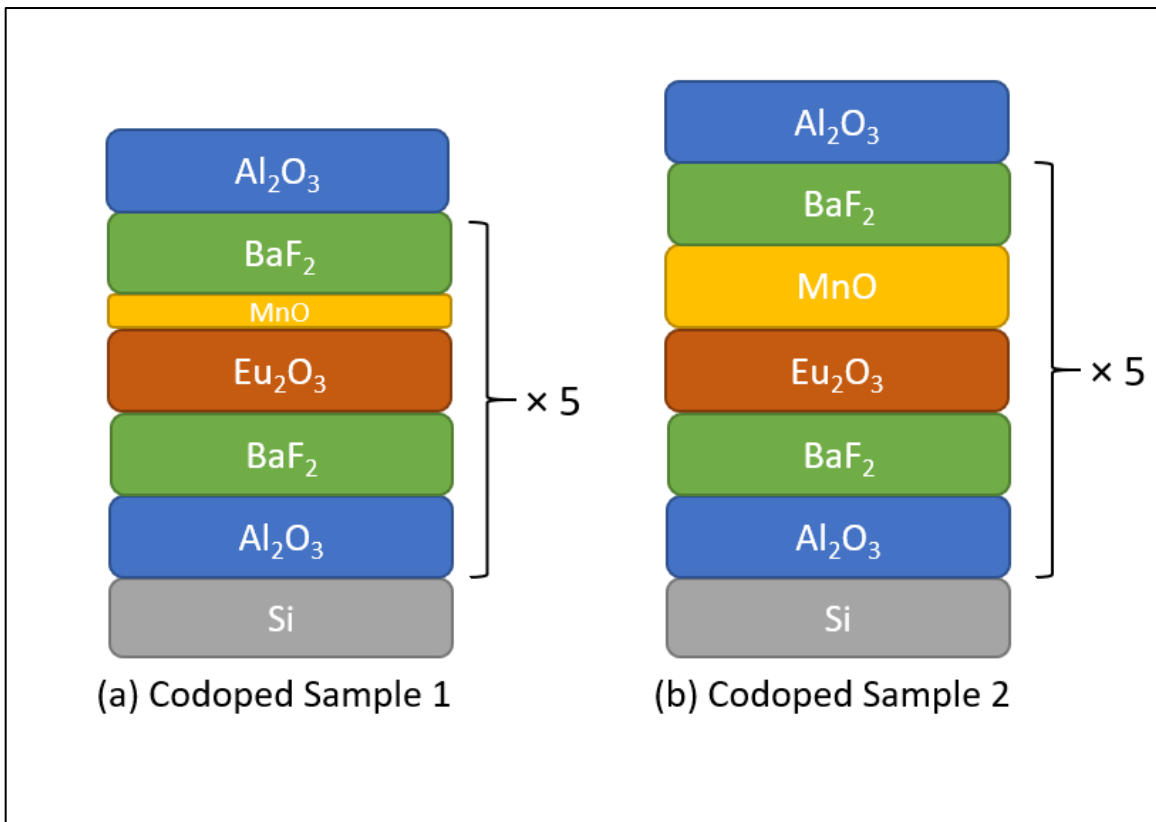 Al₂O₃
BaF₂
MnO
Eu₂O₃
BaF₂
Al₂O₃
Si
× 5
(a) Codoped Sample 1
Al₂O₃
BaF₂
MnO
Eu₂O₃
BaF₂
Al₂O₃
Si
× 5
(b) Codoped Sample 2